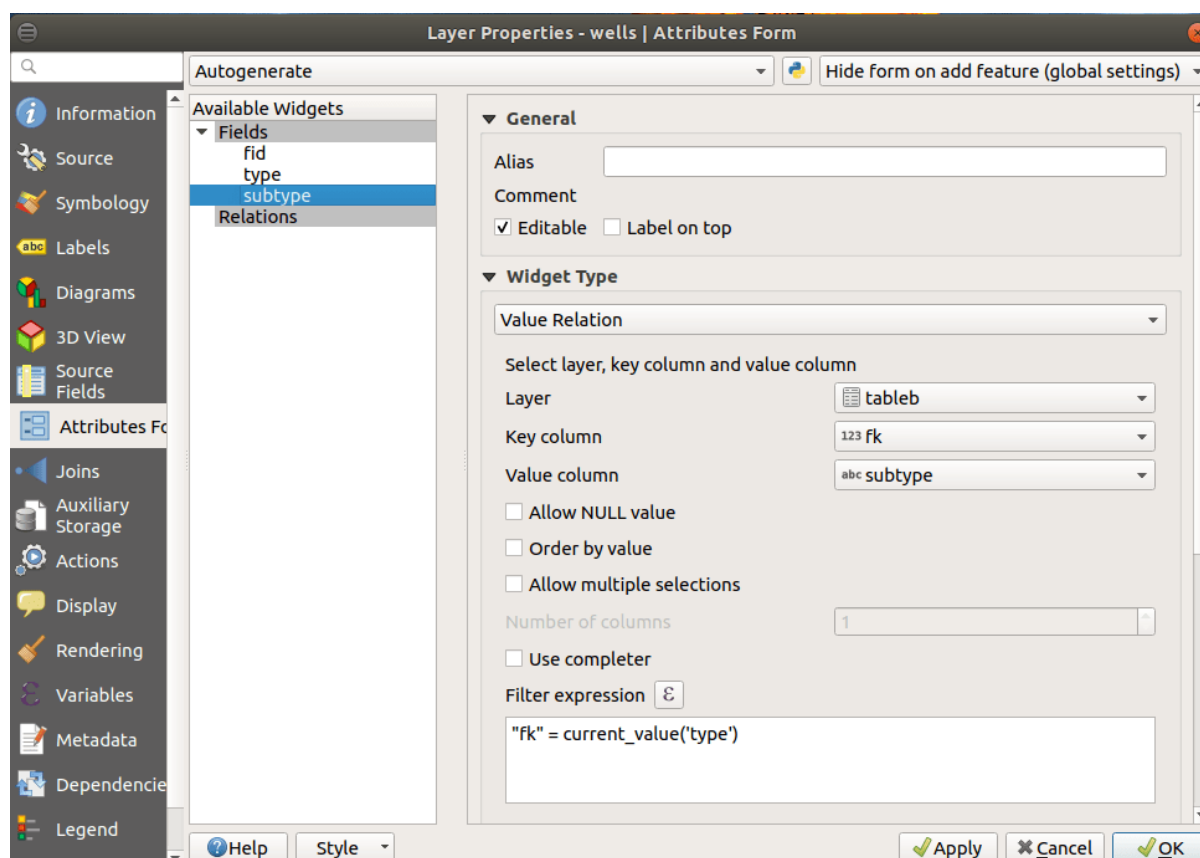 Layer Properties - wells | Attributes Form
Autogenerate
Hide form on add feature (global settings)
Information
Source
Symbology
abc Labels
Diagrams
3D View
Source
Fields
Attributes Fo
Joins
Auxiliary
Storage
Actions
Display
Rendering
Variables
Metadata
Dependencie
Legend
Available Widgets
Fields
fid
type
subtype
Relations
General
Alias
Comment
Editable
Label on top
Widget Type
Value Relation
Select layer, key column and value column
Layer
tableb
Key column
123 fk
Value column
abc subtype
Allow NULL value
Order by value
Allow multiple selections
Number of columns
1
Use completer
Filter expression ε
"fk" = current_value('type')
Help
Style
Apply
Cancel
OK